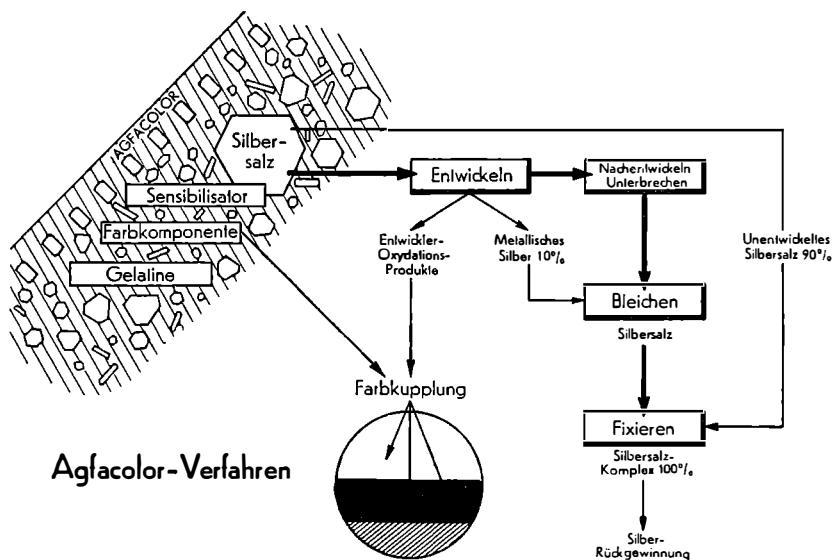 AGFACOLOR
Silber-
salz
Sensibilisator
Farbkomponente
Gelatine
Entwickeln
Nachentwickeln
Unterbrechen
Entwickler-
Oxydations-
Produkte
Metallisches
Silber 10%
Unentwickeltes
Silbersalz 90%
Bleichen
Silbersalz
Farbkupplung
Fixieren
Silbersalz-
Komplex 100%
Agfacolor-Verfahren
Silber-
Rückgewinnung